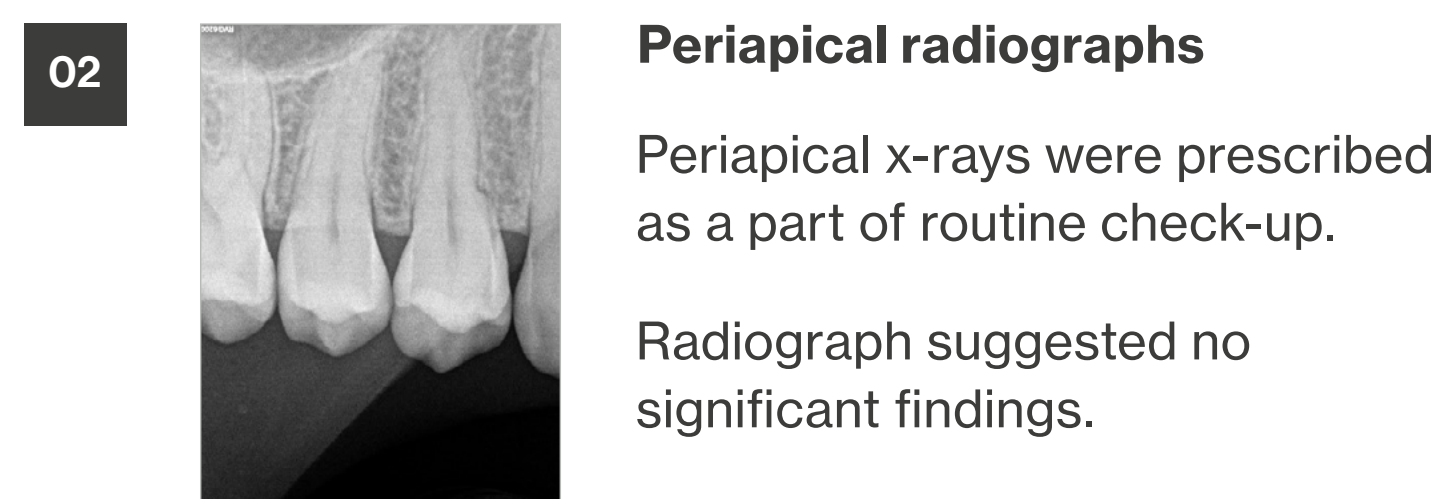 02
Periapical radiographs
Periapical x-rays were prescribed
as a part of routine check-up.
Radiograph suggested no
significant findings.